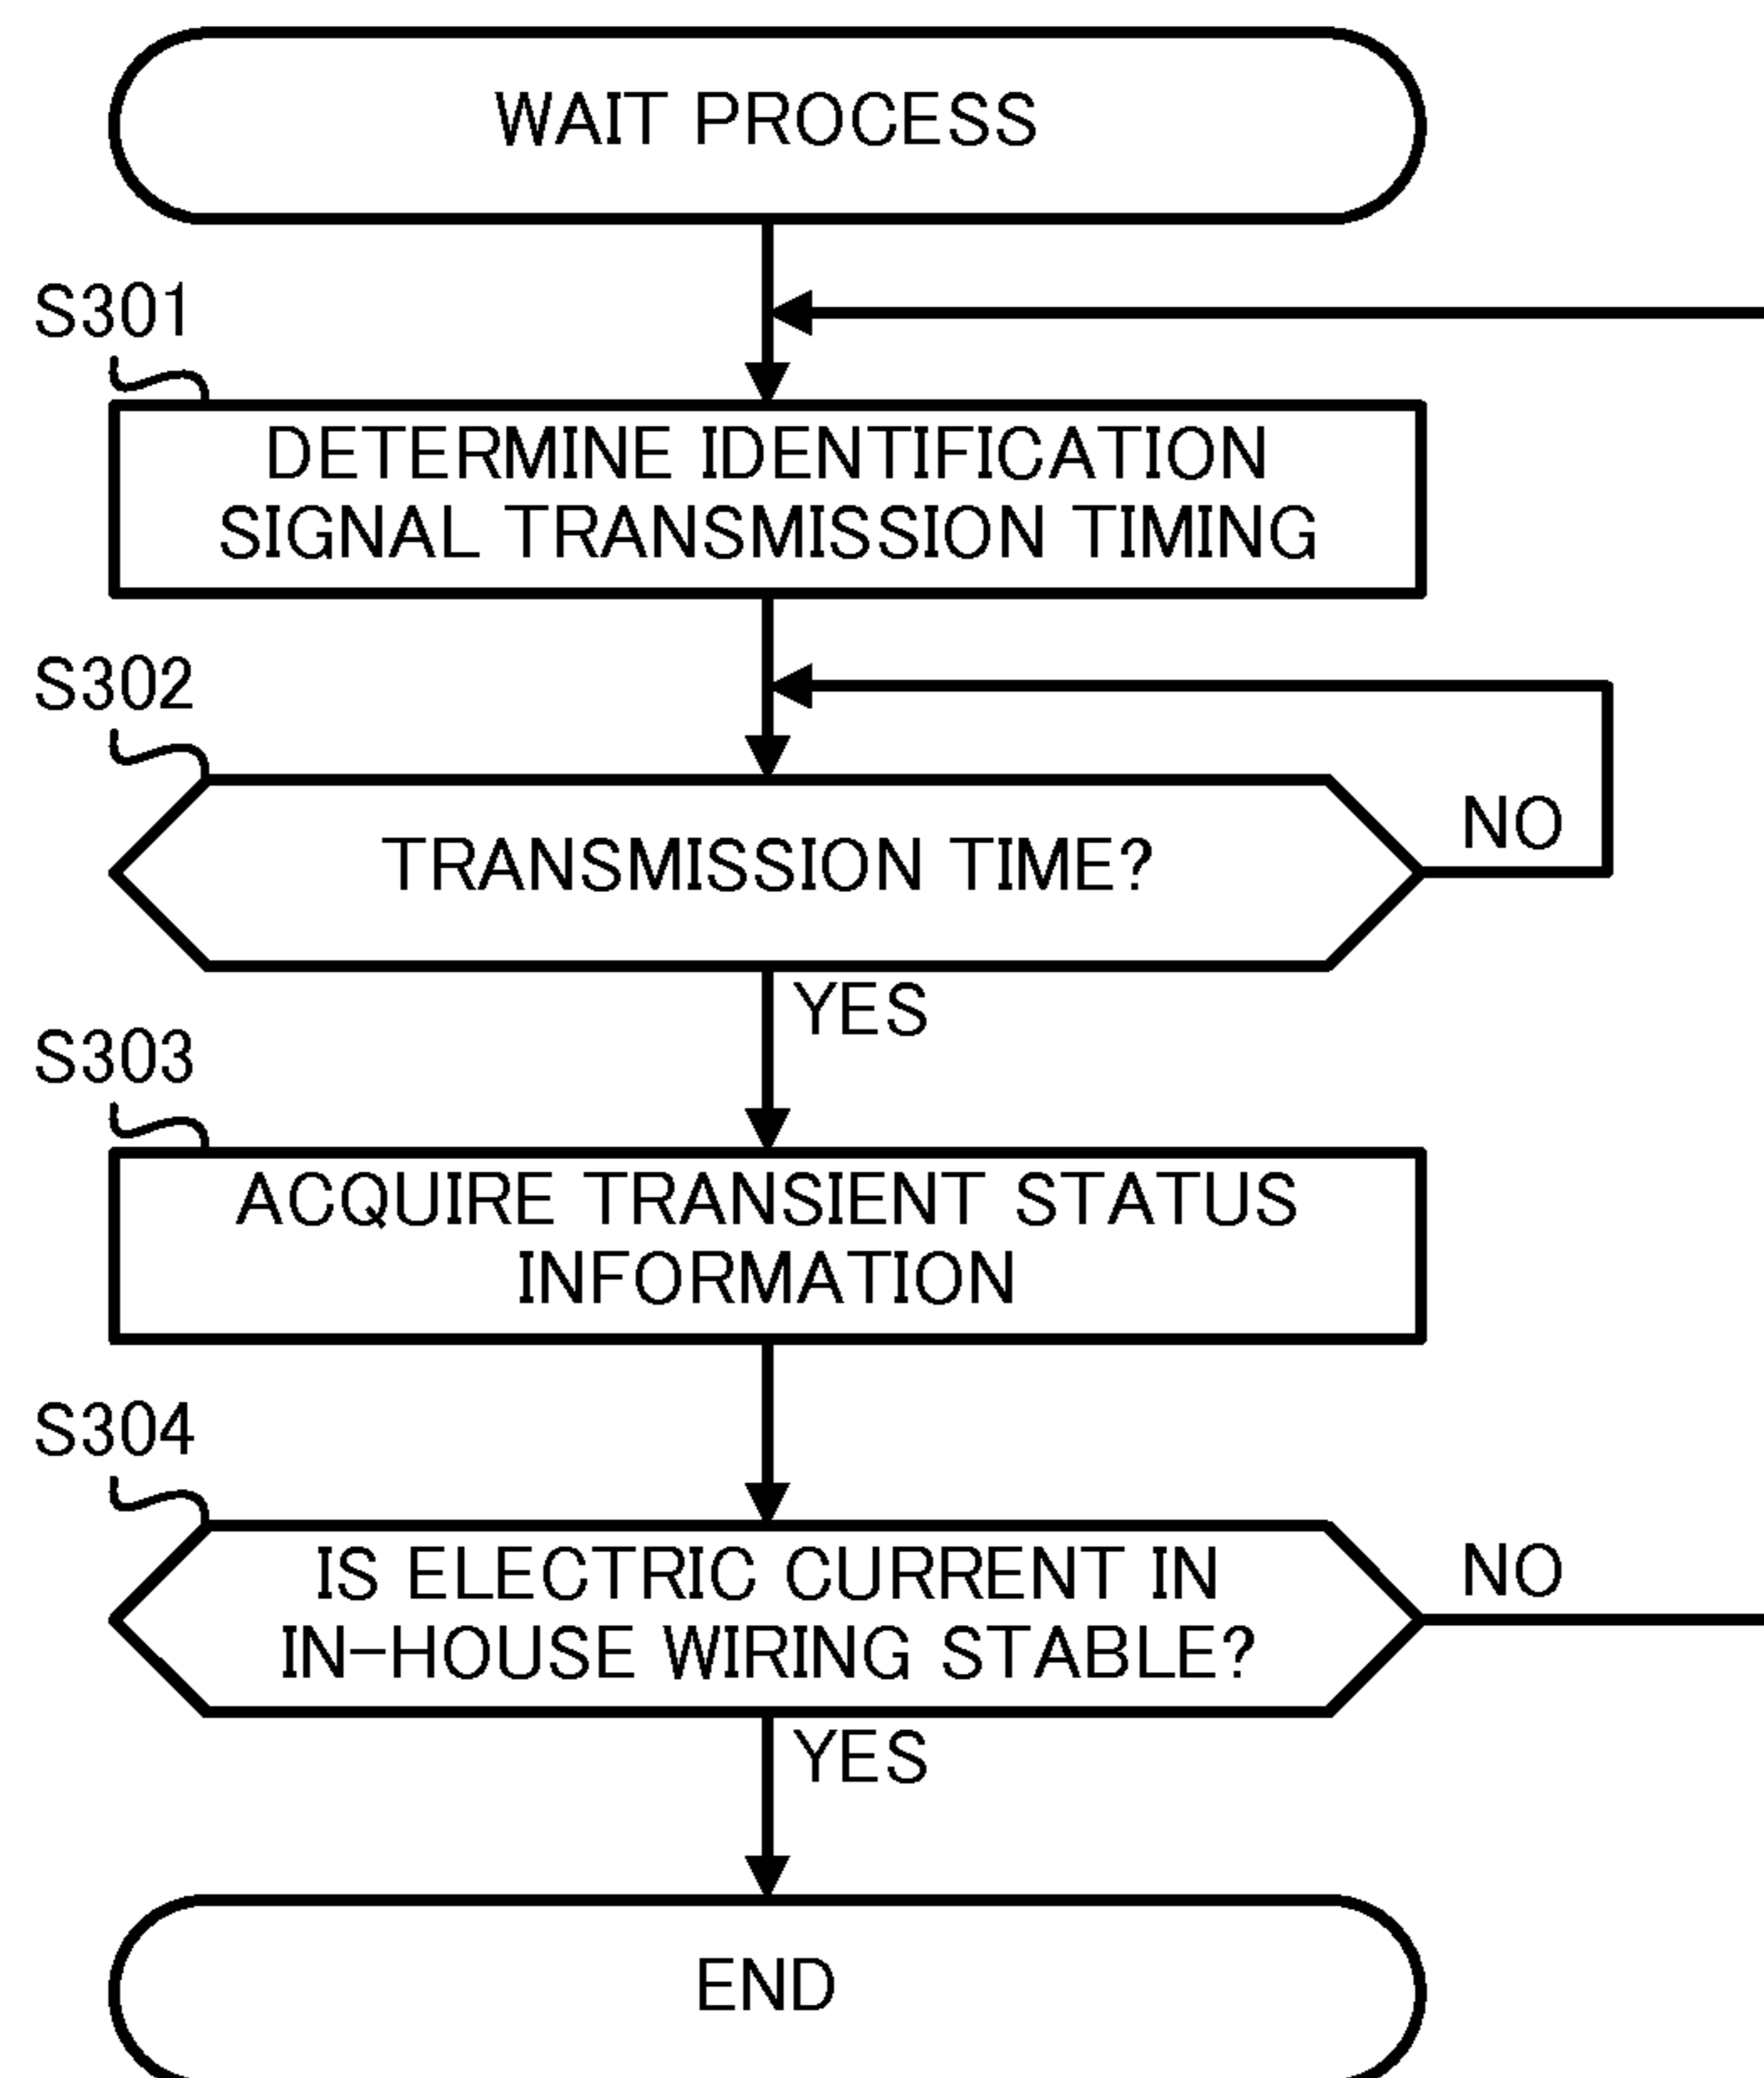 WAIT PROCESS
S301
DETERMINE IDENTIFICATION
SIGNAL TRANSMISSION TIMING
S302
TRANSMISSION TIME?
NO
YES
S303
ACQUIRE TRANSIENT STATUS
INFORMATION
S304
IS ELECTRIC CURRENT IN
IN-HOUSE WIRING STABLE?
NO
YES
END